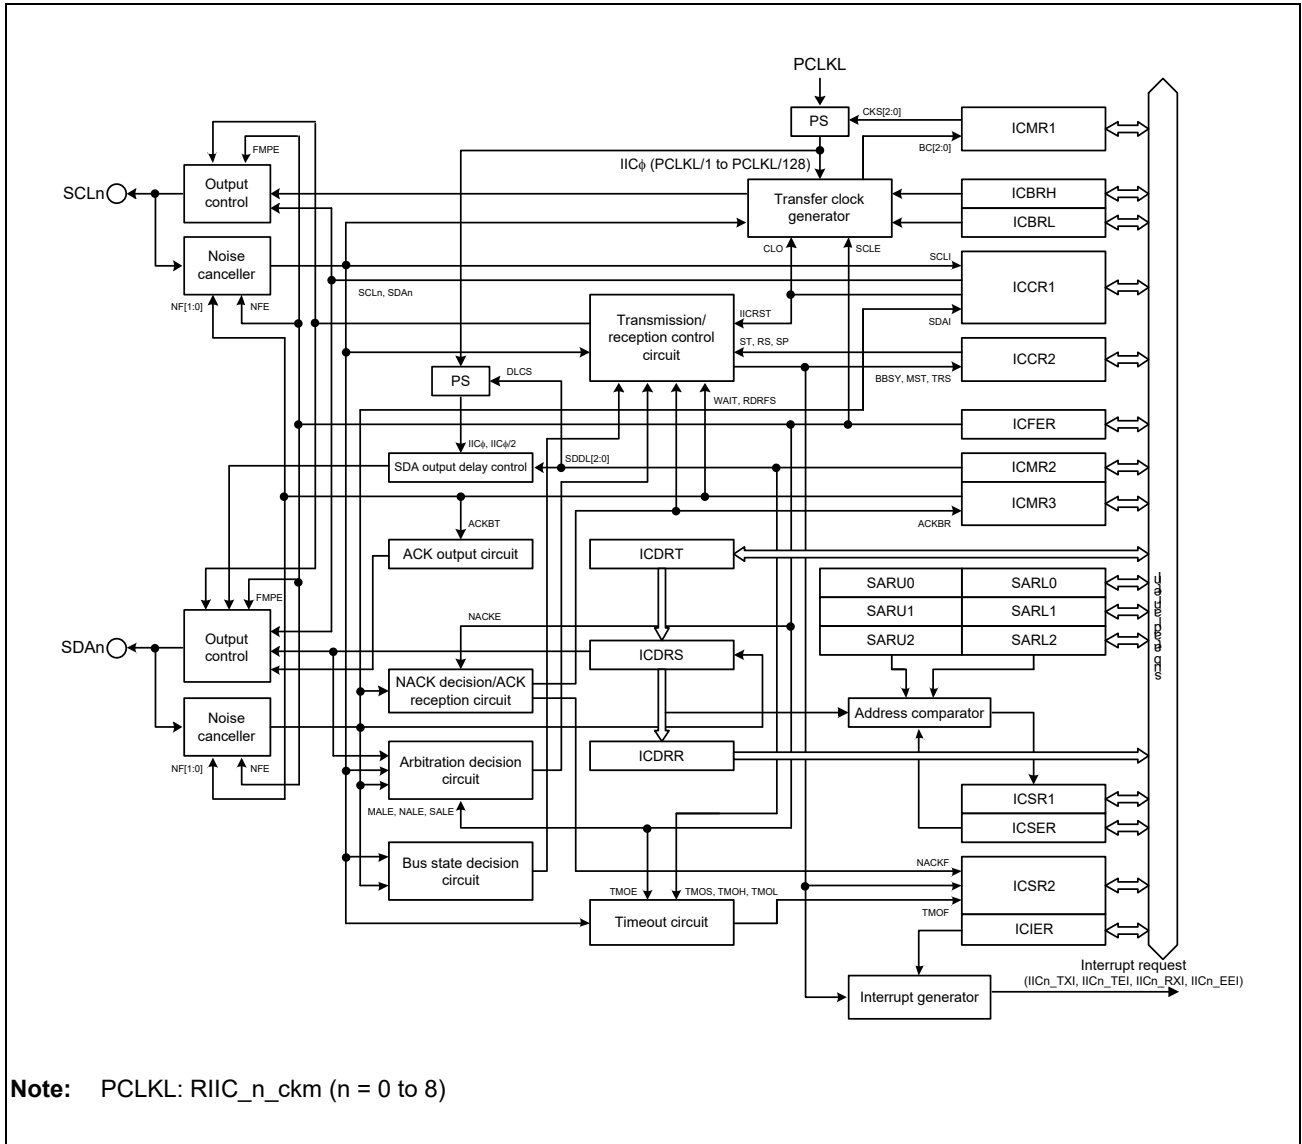 PCLKL
PS
CKS[2:0]
ICMR1
BC[2:0]
IICϕ (PCLKL/1 to PCLKL/128)
FMPE
SCLn
Output
control
Transfer clock
generator
ICBRH
ICBRL
Noise
canceller
CLO
SCLE
SCLI
NF[1:0]
NFE
SCLn, SDAn
ICCR1
Transmission/
reception control
circuit
IICRST
SDAI
ST, RS, SP
ICCR2
BBSY, MST, TRS
PS
DLCS
WAIT, RDRFS
ICFER
IICϕ, IICϕ/2
SDA output delay control
SDDL[2:0]
ICMR2
ICMR3
ACKBT
ACKBR
ACK output circuit
ICDRT
SARU0
SARL0
SARU1
SARL1
SARU2
SARL2
FMPE
SDAn
Output
control
NACKE
ICDRS
NACK decision/ACK
reception circuit
Address comparator
Noise
canceller
NF[1:0]
NFE
Arbitration decision
circuit
ICDRR
MALE, NALE, SALE
ICSR1
ICSER
Bus state decision
circuit
NACKF
ICSR2
TMOE
TMOS, TMOH, TMOL
TMOF
Timeout circuit
ICIER
Interrupt generator
Interrupt request
(IICn_TXI, IICn_TEI, IICn_RXI, IICn_EEI)
Note: PCLKL: RIIC_n_ckm (n = 0 to 8)